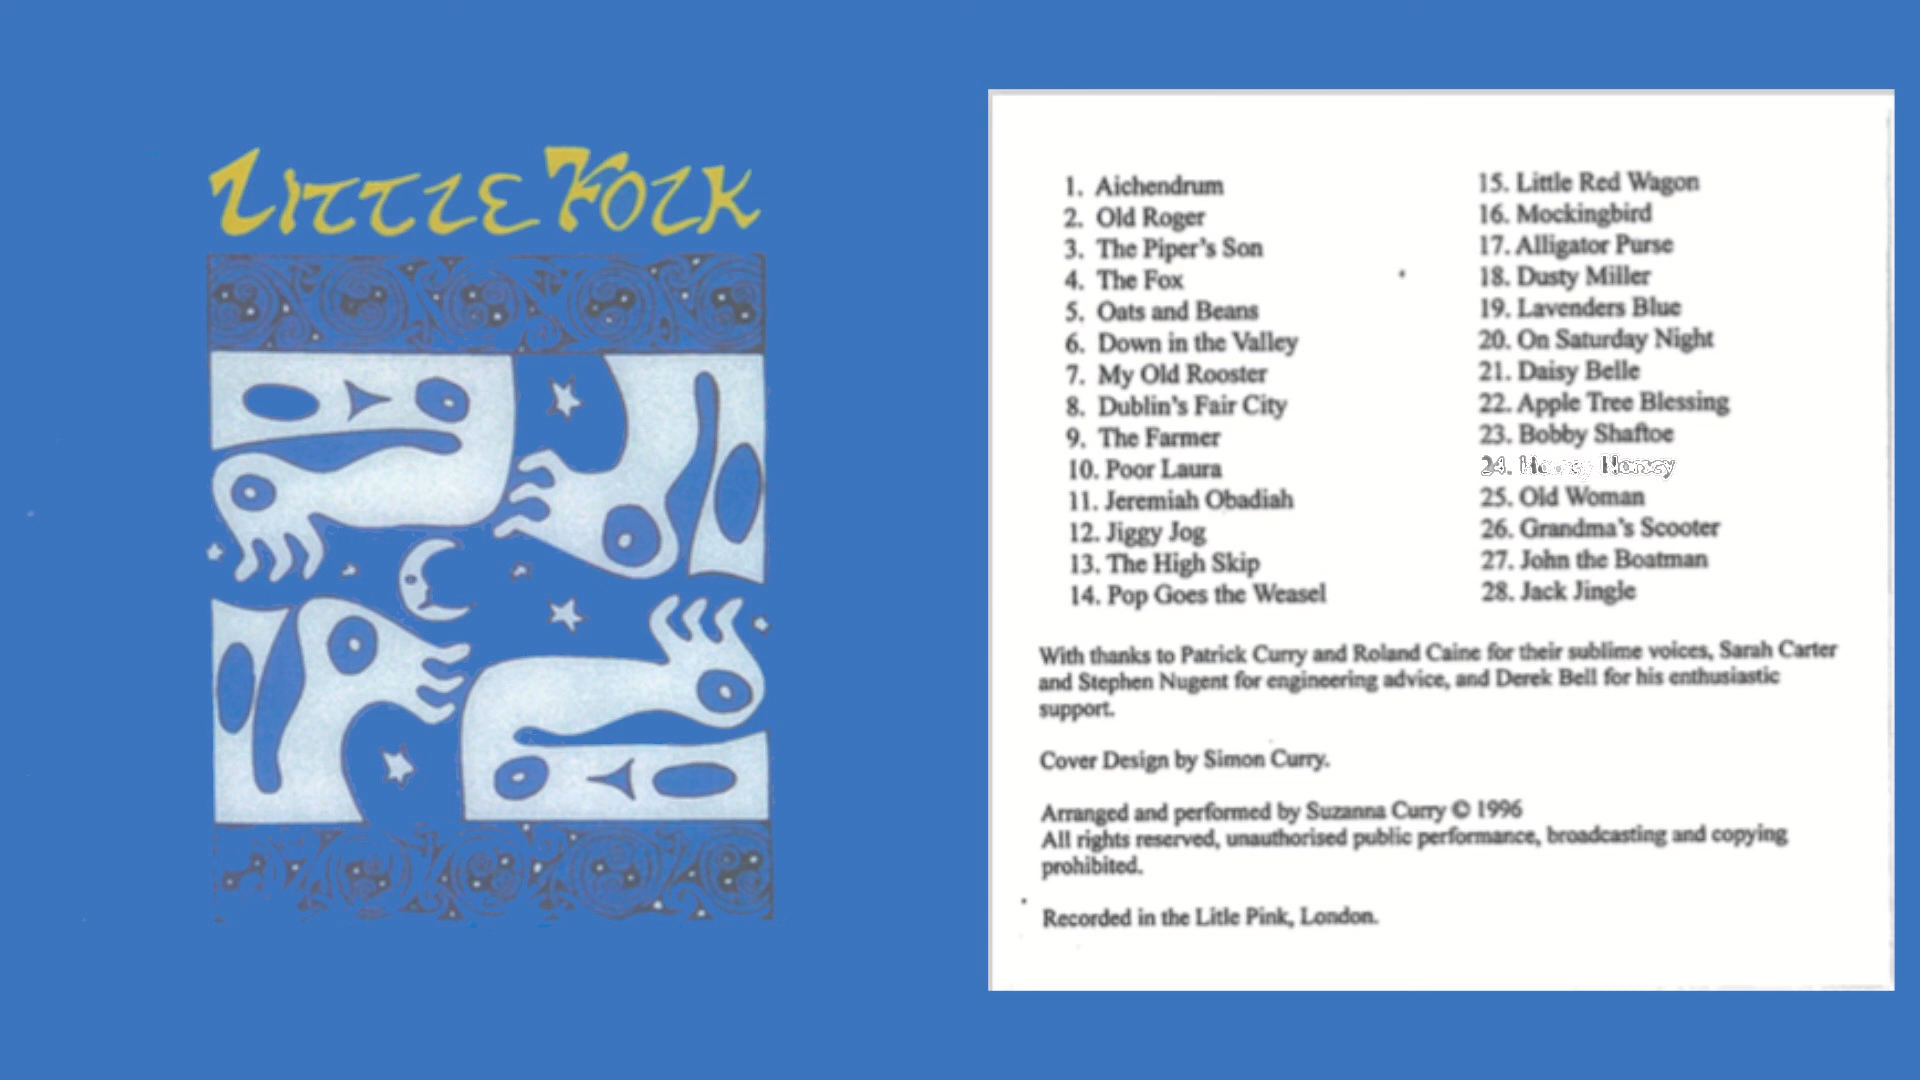 LITTLE FOLK
1. Aichendrum
2. Old Roger
3. The Piper's Son
4. The Fox
5. Oats and Beans
6. Down in the Valley
7. My Old Rooster
8. Dublin's Fair City
9. The Farmer
10. Poor Laura
11. Jeremiah Obadiah
12. Jiggy Jog
13. The High Skip
14. Pop Goes the Weasel
15. Little Red Wagon
16. Mockingbird
17. Alligator Purse
18. Dusty Miller
19. Lavenders Blue
20. On Saturday Night
21. Daisy Belle
22. Apple Tree Blessing
23. Bobby Shaftoe
24. Horsey
25. Old Woman
26. Grandma's Scooter
27. John the Boatman
28. Jack Jingle
With thanks to Patrick Curry and Roland Caine for their sublime voices, Sarah Carter
and Stephen Nugent for engineering advice, and Derek Bell for his enthusiastic
support.
Cover Design by Simon Curry.
Arranged and performed by Suzanna Curry © 1996
All rights reserved, unauthorised public performance, broadcasting and copying
prohibited.
Recorded in the Litle Pink, London.